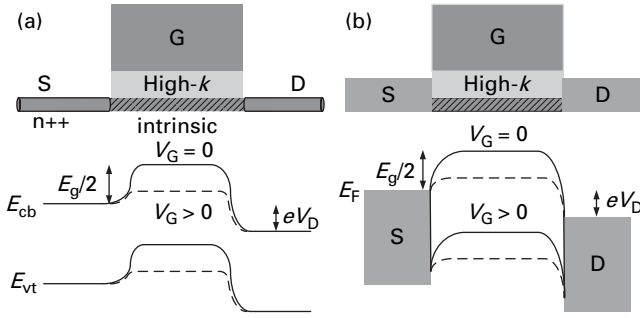 (a)
G
S
High-k
D
n++
intrinsic
V_G = 0
E_g/2
E_cb
V_G > 0
eV_D
E_vt
(b)
G
High-k
S
D
V_G = 0
E_g/2
E_F
V_G > 0
eV_D
S
D